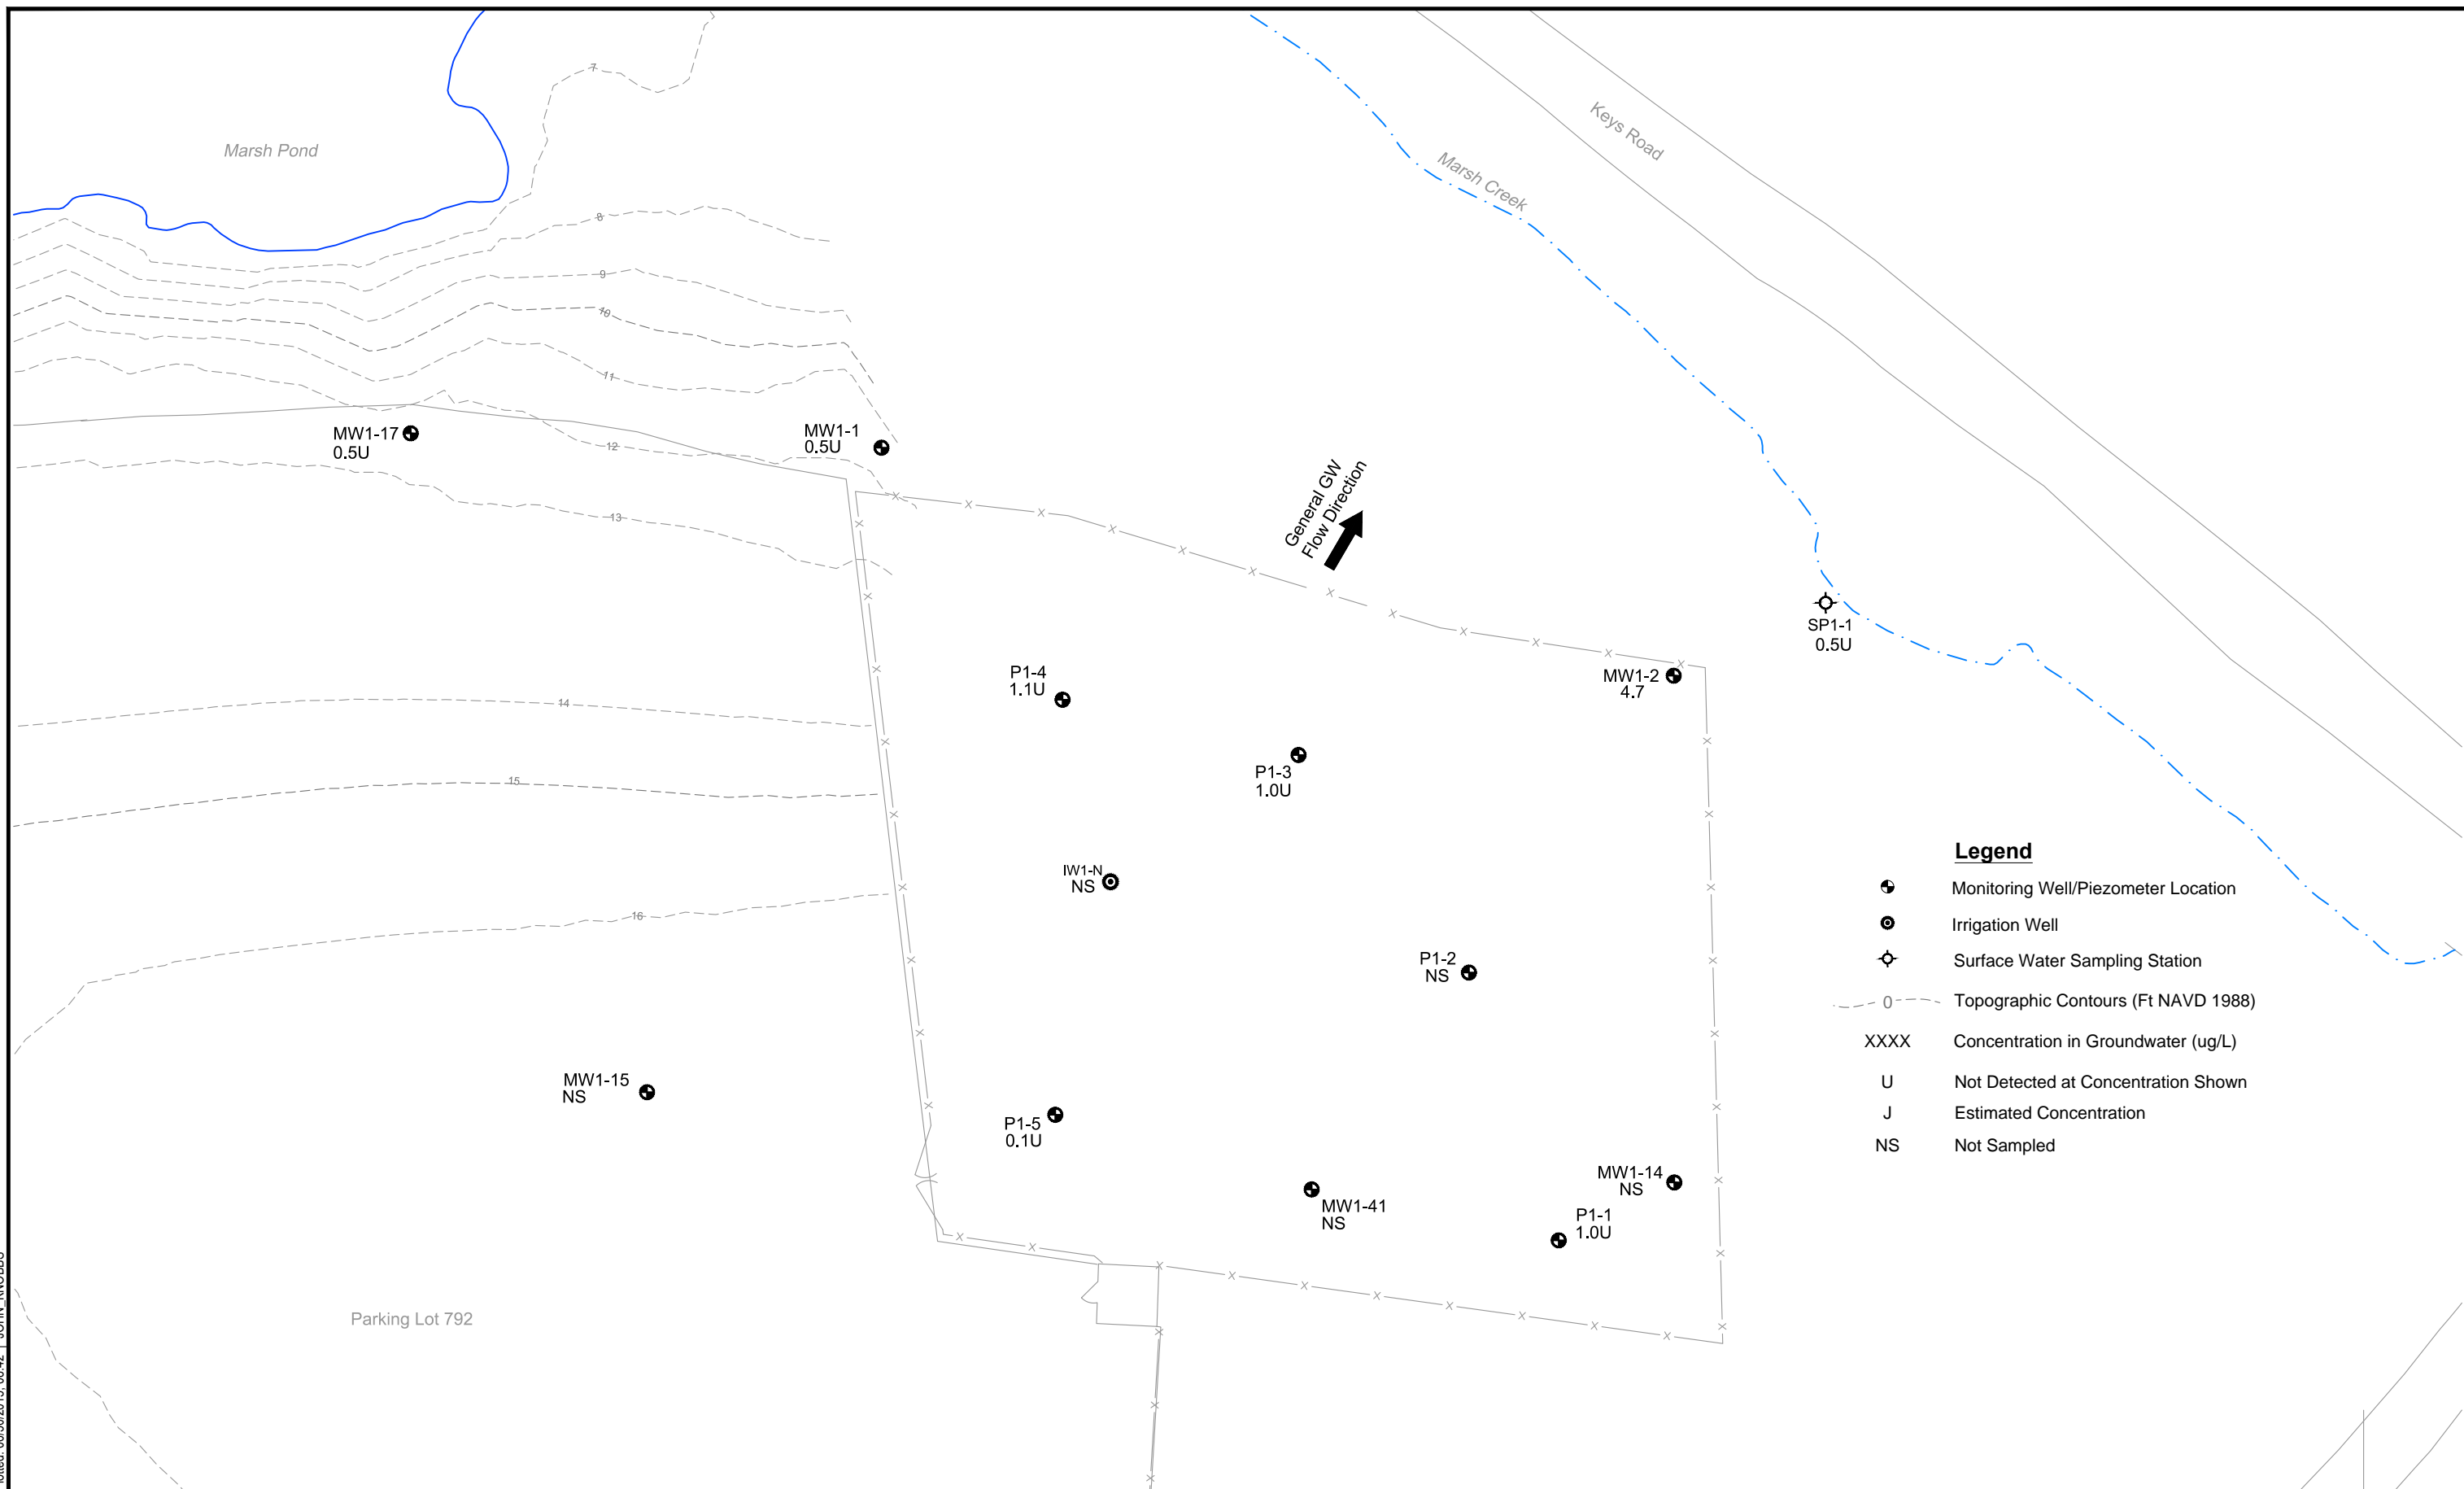 7
Marsh Pond
Keys Road
Marsh Creek
8
9
10
11
12
13
MW1-17
0.5U
MW1-1
0.5U
General GW
Flow Direction
SP1-1
0.5U
P1-4
1.1U
MW1-2
4.7
14
P1-3
1.0U
15
IW1-N
NS
16
P1-2
NS
MW1-15
NS
P1-5
0.1U
MW1-41
NS
MW1-14
NS
P1-1
1.0U
Parking Lot 792
Legend
Monitoring Well/Piezometer Location
Irrigation Well
Surface Water Sampling Station
0 Topographic Contours (Ft NAVD 1988)
XXXX Concentration in Groundwater (ug/L)
U Not Detected at Concentration Shown
J Estimated Concentration
NS Not Sampled